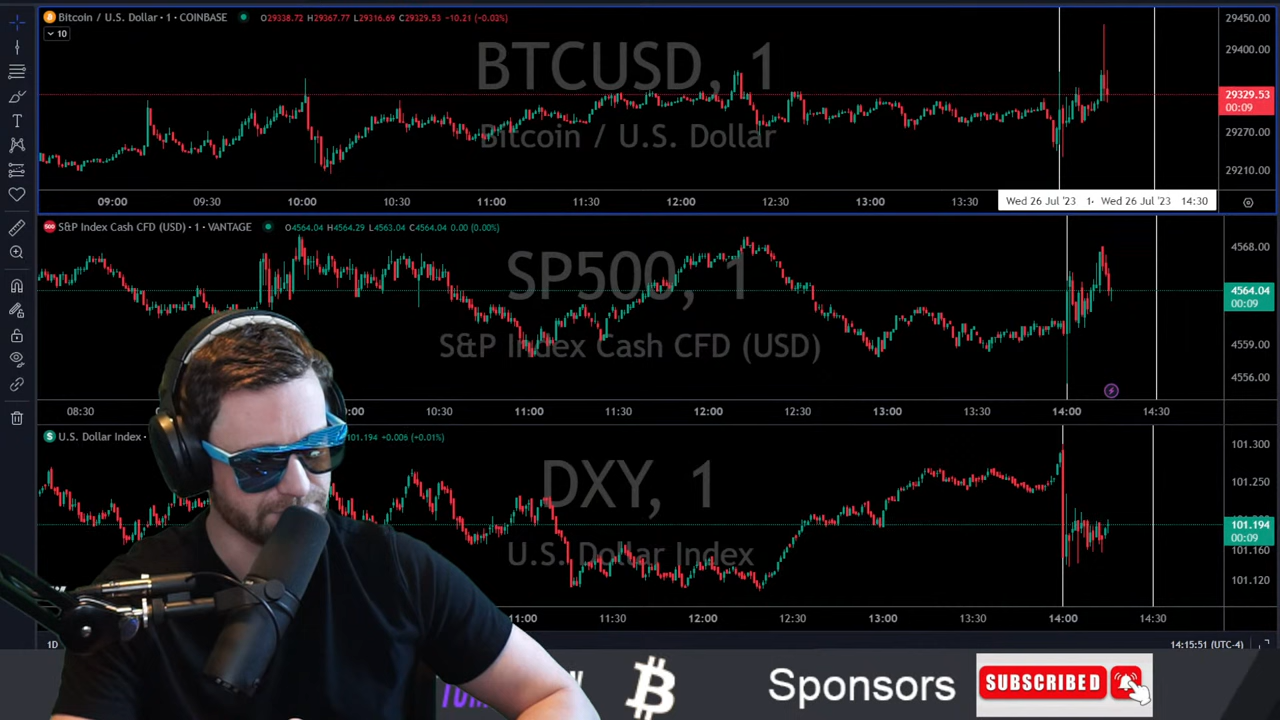 Bitcoin / U.S. Dollar · 1 · COINBASE O29338.72 H29367.77 L29316.69 C29329.53 −10.21 (−0.03%)
10
BTCUSD, 1
Bitcoin / U.S. Dollar
29450.00
29400.00
29329.53
00:09
29270.00
29210.00
09:00 09:30 10:00 10:30 11:00 11:30 12:00 12:30 13:00 13:30 Wed 26 Jul '23 Wed 26 Jul '23 14:30
S&P Index Cash CFD (USD) · 1 · VANTAGE O4564.04 H4564.29 L4563.04 C4564.04 0.00 (0.00%)
SP500, 1
S&P Index Cash CFD (USD)
4568.00
4564.04
00:09
4559.00
4556.00
08:30 10:30 11:00 11:30 12:00 12:30 13:00 13:30 14:00 14:30
U.S. Dollar Index · 101.194 +0.006 (+0.01%)
DXY, 1
U.S. Dollar Index
101.300
101.250
101.194
00:09
101.160
101.120
11:30 12:00 12:30 13:00 13:30 14:00 14:30
1D 14:15:51 (UTC-4)
Sponsors
SUBSCRIBED